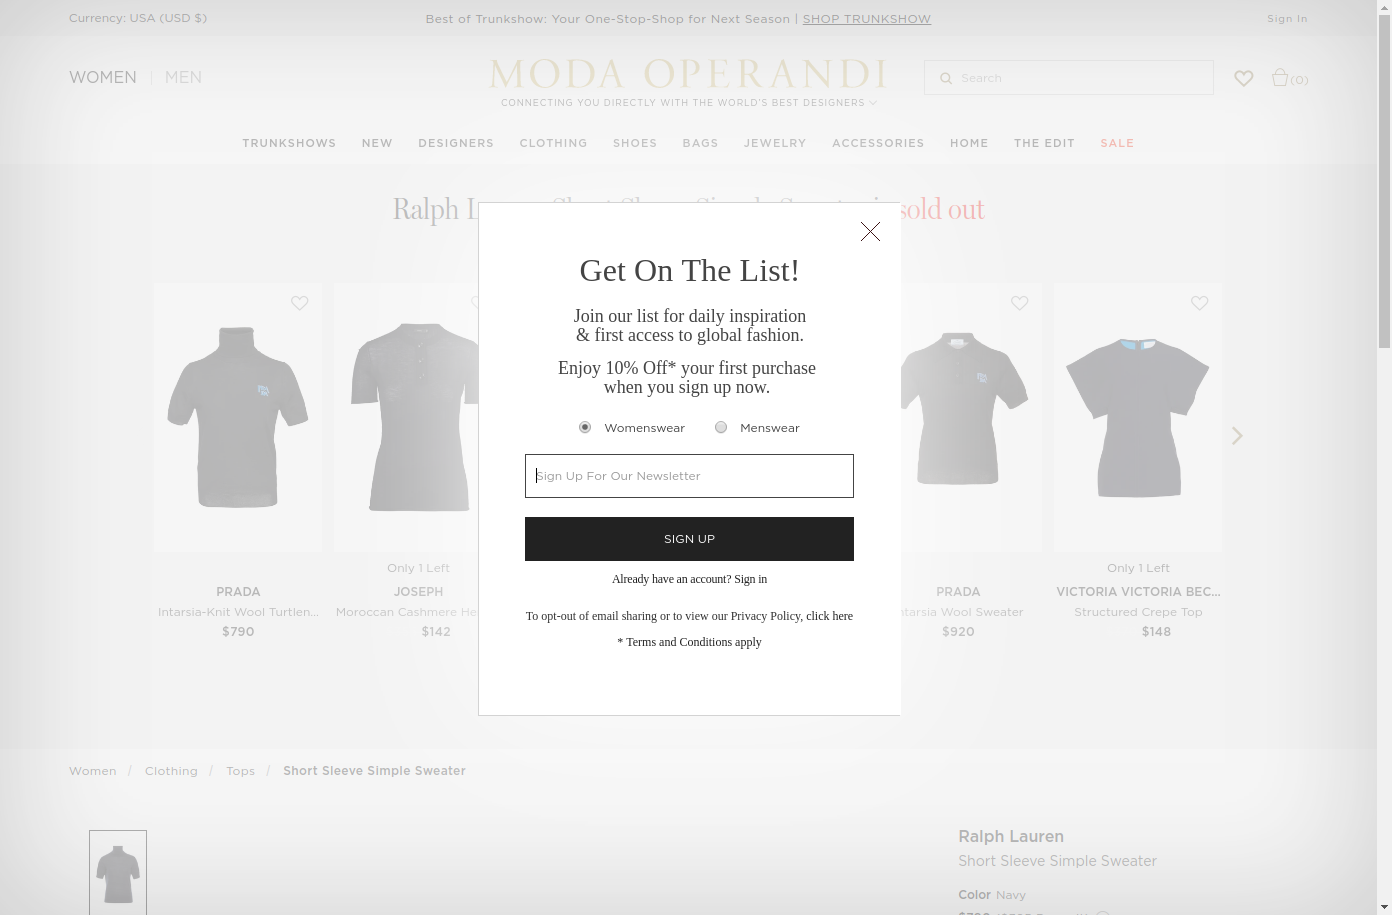 Currency: USA (USD $)
Best of Trunkshow: Your One-Stop-Shop for Next Season | SHOP TRUNKSHOW
Sign In
WOMEN | MEN
MODA OPERANDI
CONNECTING YOU DIRECTLY WITH THE WORLD'S BEST DESIGNERS
Search
(0)
TRUNKSHOWS NEW DESIGNERS CLOTHING SHOES BAGS JEWELRY ACCESSORIES HOME THE EDIT SALE
Ralph Lauren Short Sleeve Simple Sweater is sold out
Get On The List!
Join our list for daily inspiration
& first access to global fashion.
Enjoy 10% Off* your first purchase
when you sign up now.
Womenswear Menswear
Sign Up For Our Newsletter
SIGN UP
Already have an account? Sign in
To opt-out of email sharing or to view our Privacy Policy, click here
* Terms and Conditions apply
PRADA
Intarsia-Knit Wool Turtlen...
$790
Only 1 Left
JOSEPH
Moroccan Cashmere He
$142
PRADA
ntarsia Wool Sweater
$920
Only 1 Left
VICTORIA VICTORIA BEC...
Structured Crepe Top
$148
Women / Clothing / Tops / Short Sleeve Simple Sweater
Ralph Lauren
Short Sleeve Simple Sweater
Color Navy